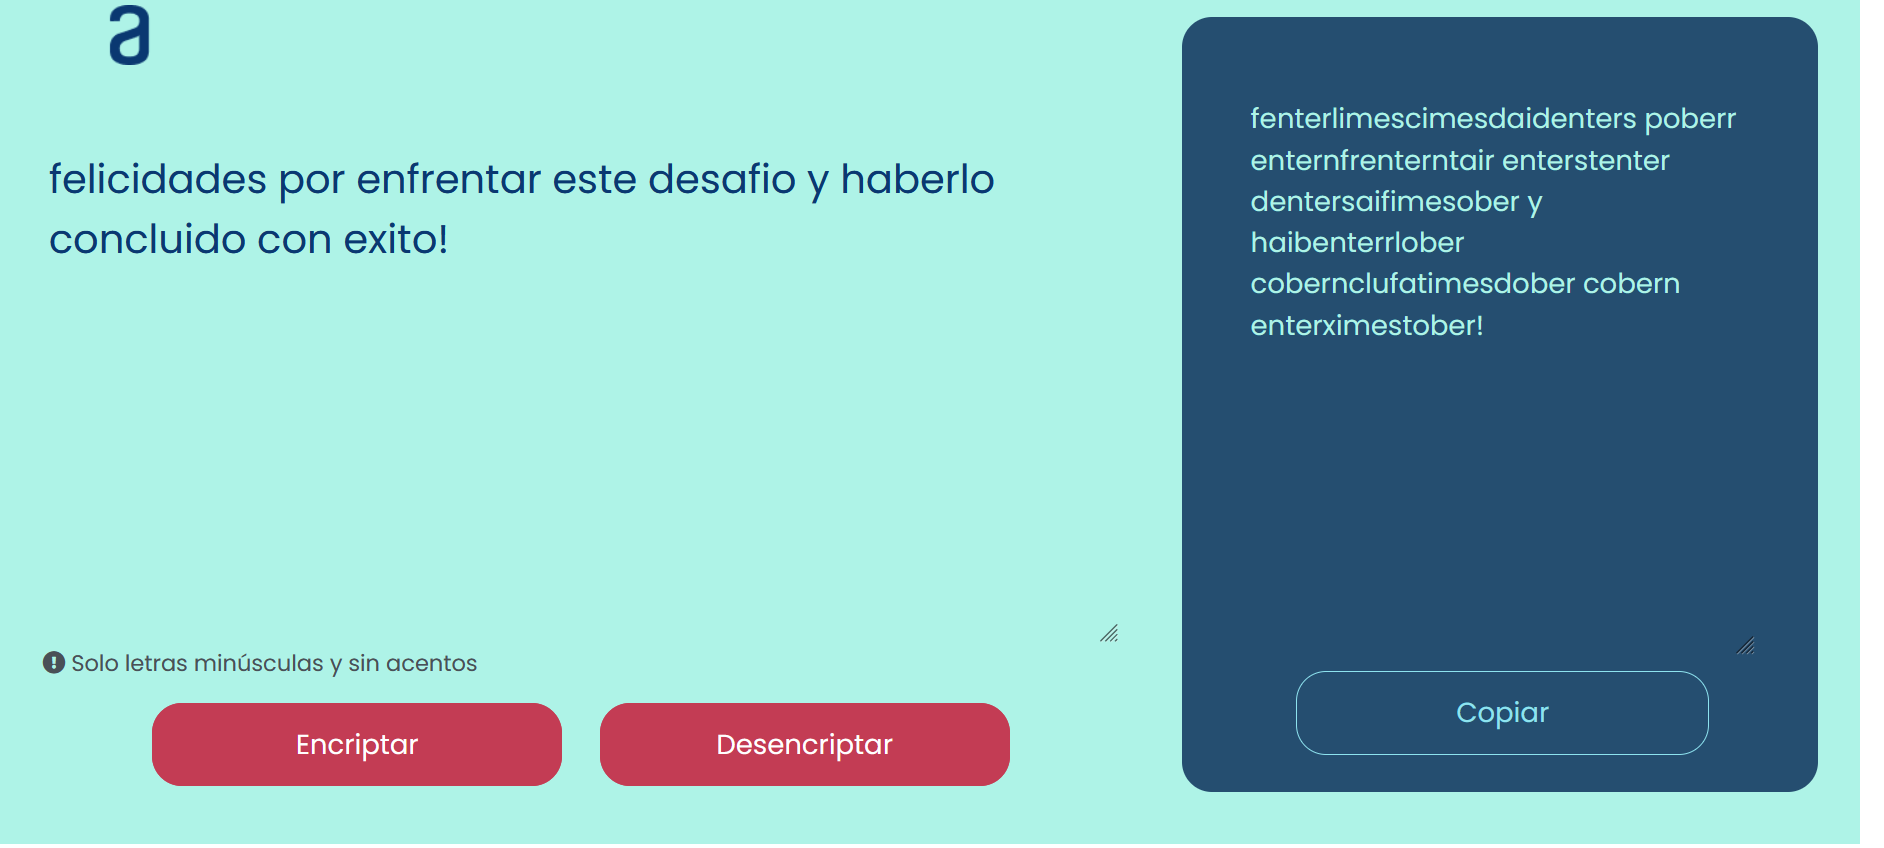 a
felicidades por enfrentar este desafio y haberlo
concluido con exito!
Solo letras minúsculas y sin acentos
Encriptar
Desencriptar
fenterlimescimesdaidenters poberr
enternfrenterntair enterstenter
dentersaifimesober y
haibenterrlober
cobernclufatimesdober cobern
enterximestober!
Copiar